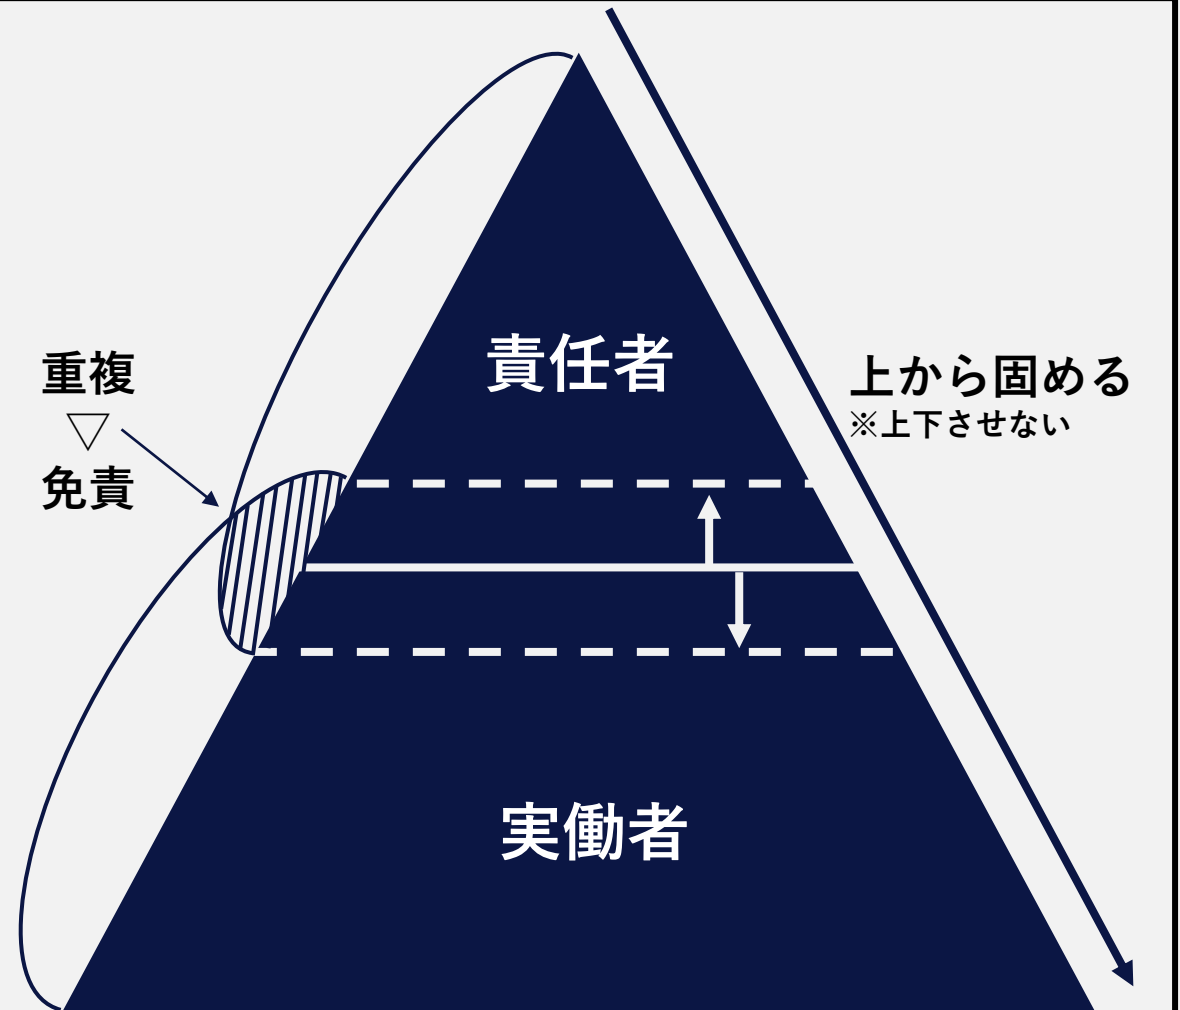 責任者
重複
▽
免責
上から固める
※上下させない
実働者